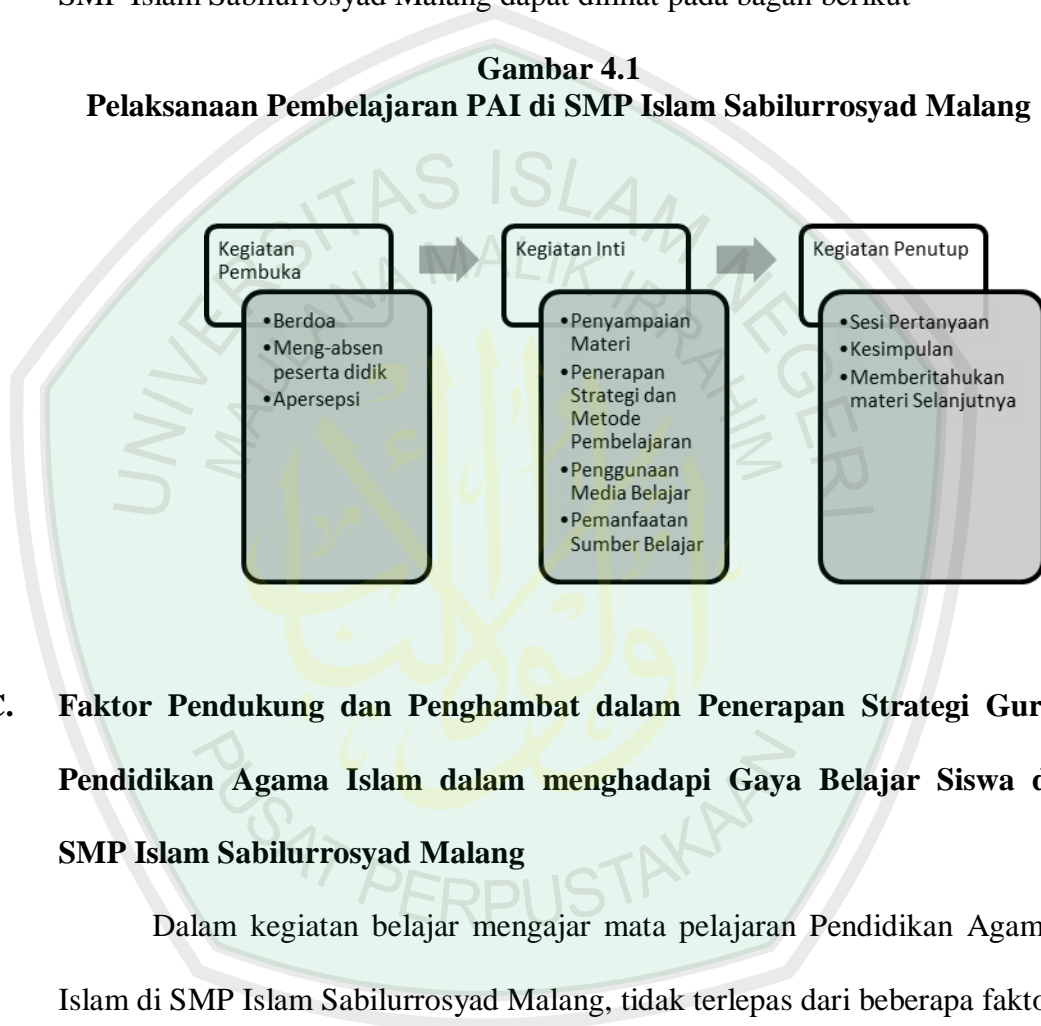 SMP Islam Sabilurrosyad Malang dapat dilihat pada bagan berikut
Gambar 4.1
Pelaksanaan Pembelajaran PAI di SMP Islam Sabilurrosyad Malang
Kegiatan
Pembuka
•Berdoa
•Meng-absen
peserta didik
•Apersepsi
Kegiatan Inti
•Penyampaian
Materi
•Penerapan
Strategi dan
Metode
Pembelajaran
•Penggunaan
Media Belajar
•Pemanfaatan
Sumber Belajar
Kegiatan Penutup
•Sesi Pertanyaan
•Kesimpulan
•Memberitahukan
materi Selanjutnya
C. Faktor Pendukung dan Penghambat dalam Penerapan Strategi Gur
Pendidikan Agama Islam dalam menghadapi Gaya Belajar Siswa d
SMP Islam Sabilurrosyad Malang
Dalam kegiatan belajar mengajar mata pelajaran Pendidikan Agam
Islam di SMP Islam Sabilurrosyad Malang, tidak terlepas dari beberapa fakto
UNIVERSITAS ISLAM NEGERI
MAULANA MALIK IBRAHIM
PUSAT PERPUSTAKAAN